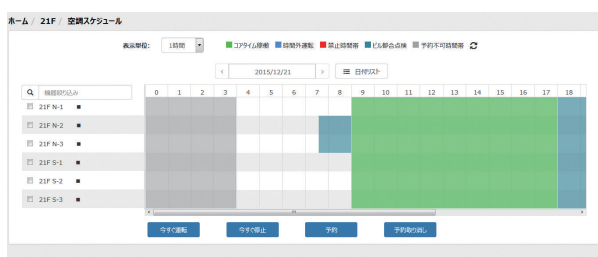 ホーム / 21F / 空調スケジュール
表示単位: 1時間 コアタイム稼働 時間外運転 禁止時間帯 ビル都合点検 予約不可時間帯
2015/12/21 日付リスト
機器絞り込み 0 1 2 3 4 5 6 7 8 9 10 11 12 13 14 15 16 17 18
21F N-1
21F N-2
21F N-3
21F S-1
21F S-2
21F S-3
今すぐ運転 今すぐ停止 予約 予約取り消し